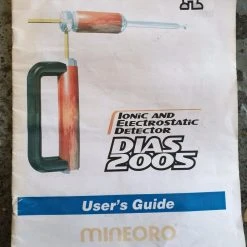 IONIC AND
ELECTROSTATIC
DETECTOR
DIAS
2005
User's Guide
MINEORO